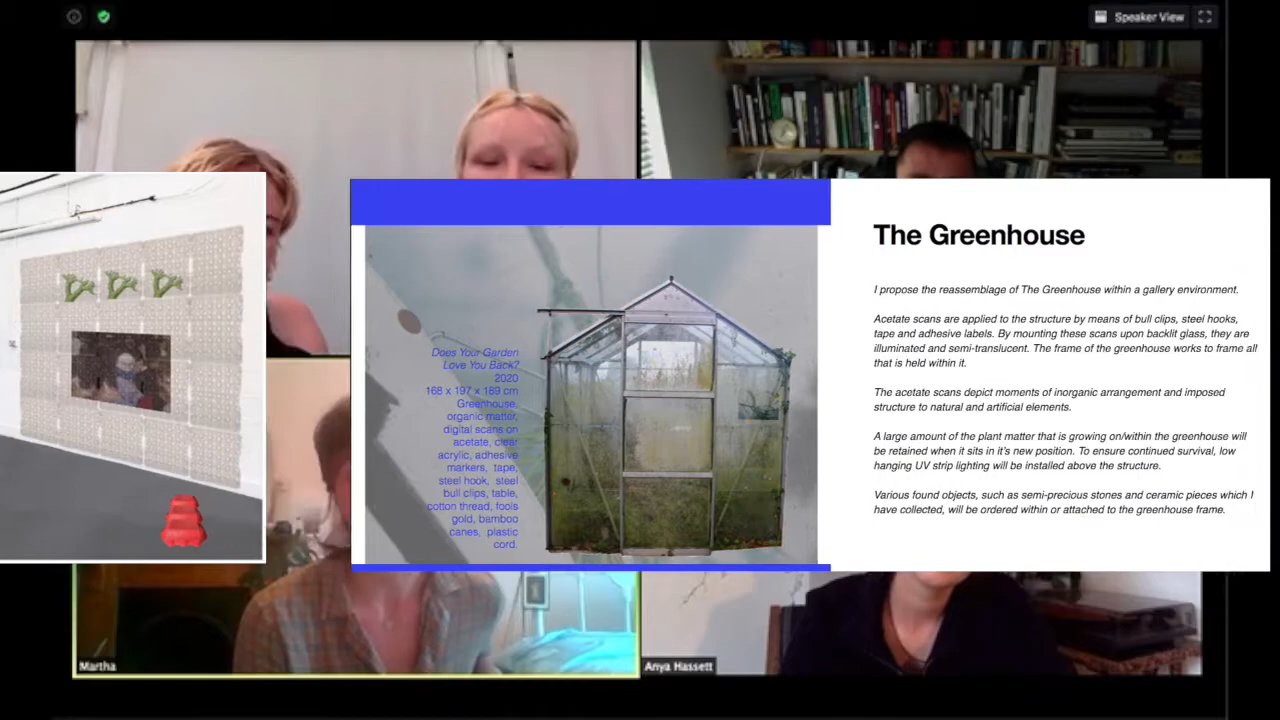 Speaker View
The Greenhouse
I propose the reassemblage of The Greenhouse within a gallery environment.
Acetate scans are applied to the structure by means of bull clips, steel hooks,
tape and adhesive labels. By mounting these scans upon backlit glass, they are
illuminated and semi-translucent. The frame of the greenhouse works to frame all
that is held within it.
The acetate scans depict moments of inorganic arrangement and imposed
structure to natural and artificial elements.
A large amount of the plant matter that is growing on/within the greenhouse will
be retained when it sits in it's new position. To ensure continued survival, low
hanging UV strip lighting will be installed above the structure.
Various found objects, such as semi-precious stones and ceramic pieces which I
have collected, will be ordered within or attached to the greenhouse frame.
Does Your Garden
Love You Back?
2020
168 x 197 x 189 cm
Greenhouse,
organic matter,
digital scans on
acetate, clear
acrylic, adhesive
markers, tape,
steel hook, steel
bull clips, table,
cotton thread, fools
gold, bamboo
canes, plastic
cord.
Martha
Anya Hassett